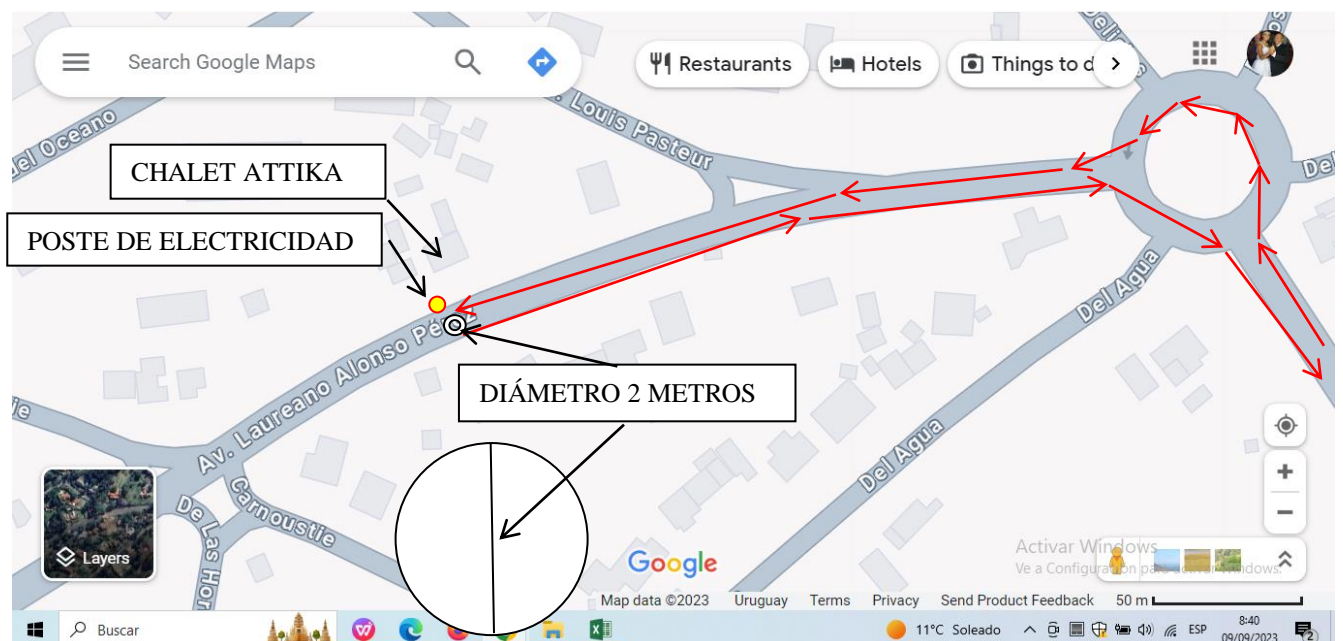 Search Google Maps
Restaurants
Hotels
Things to d
del Oceano
Louis Pasteur
CHALET ATTIKA
POSTE DE ELECTRICIDAD
Av. Laureano Alonso Pérez
Del Agua
DIÁMETRO 2 METROS
Del Agua
Carnoustie
De Las Hor
Layers
Google
Activar Windows
Ve a Configuración para activar Windows.
Map data ©2023 Uruguay Terms Privacy Send Product Feedback 50 m
Buscar
11°C Soleado
ESP
8:40
09/09/2023
2